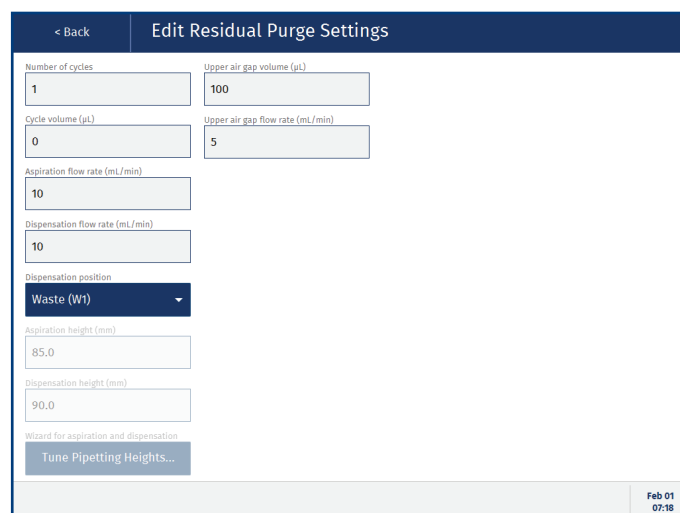 < Back
Edit Residual Purge Settings
Number of cycles
1
Upper air gap volume (µL)
100
Cycle volume (µL)
0
Upper air gap flow rate (mL/min)
5
Aspiration flow rate (mL/min)
10
Dispensation flow rate (mL/min)
10
Dispensation position
Waste (W1)
Aspiration height (mm)
85.0
Dispensation height (mm)
90.0
Wizard for aspiration and dispensation
Tune Pipetting Heights...
Feb 01
07:18